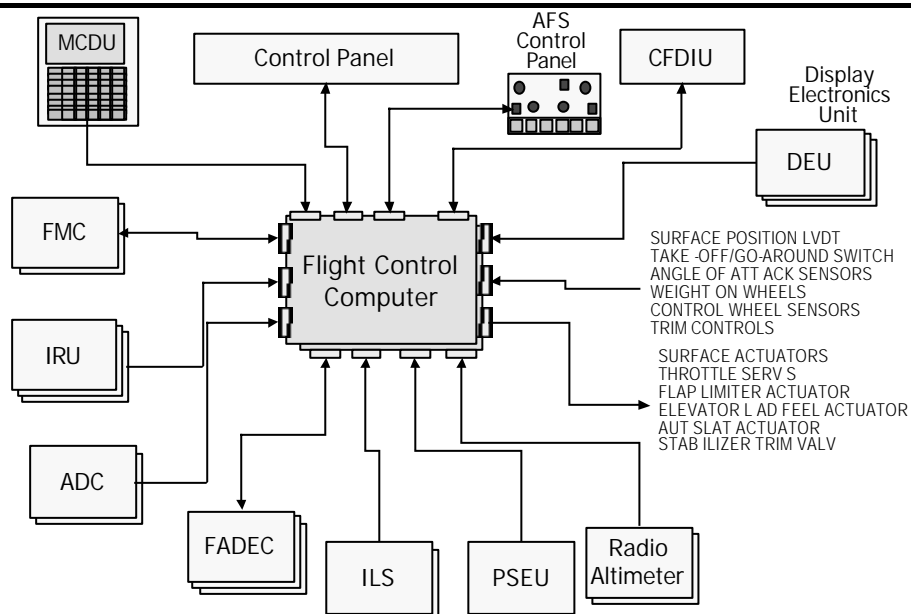 MCDU
Control Panel
AFS
Control
Panel
CFDIU
Display
Electronics
Unit
DEU
FMC
Flight Control
Computer
SURFACE POSITION LVDT
TAKE -OFF/GO-AROUND SWITCH
ANGLE OF ATT ACK SENSORS
WEIGHT ON WHEELS
CONTROL WHEEL SENSORS
TRIM CONTROLS
IRU
SURFACE ACTUATORS
THROTTLE SERV S
FLAP LIMITER ACTUATOR
ELEVATOR L AD FEEL ACTUATOR
AUT SLAT ACTUATOR
STAB ILIZER TRIM VALV
ADC
FADEC
ILS
PSEU
Radio
Altimeter